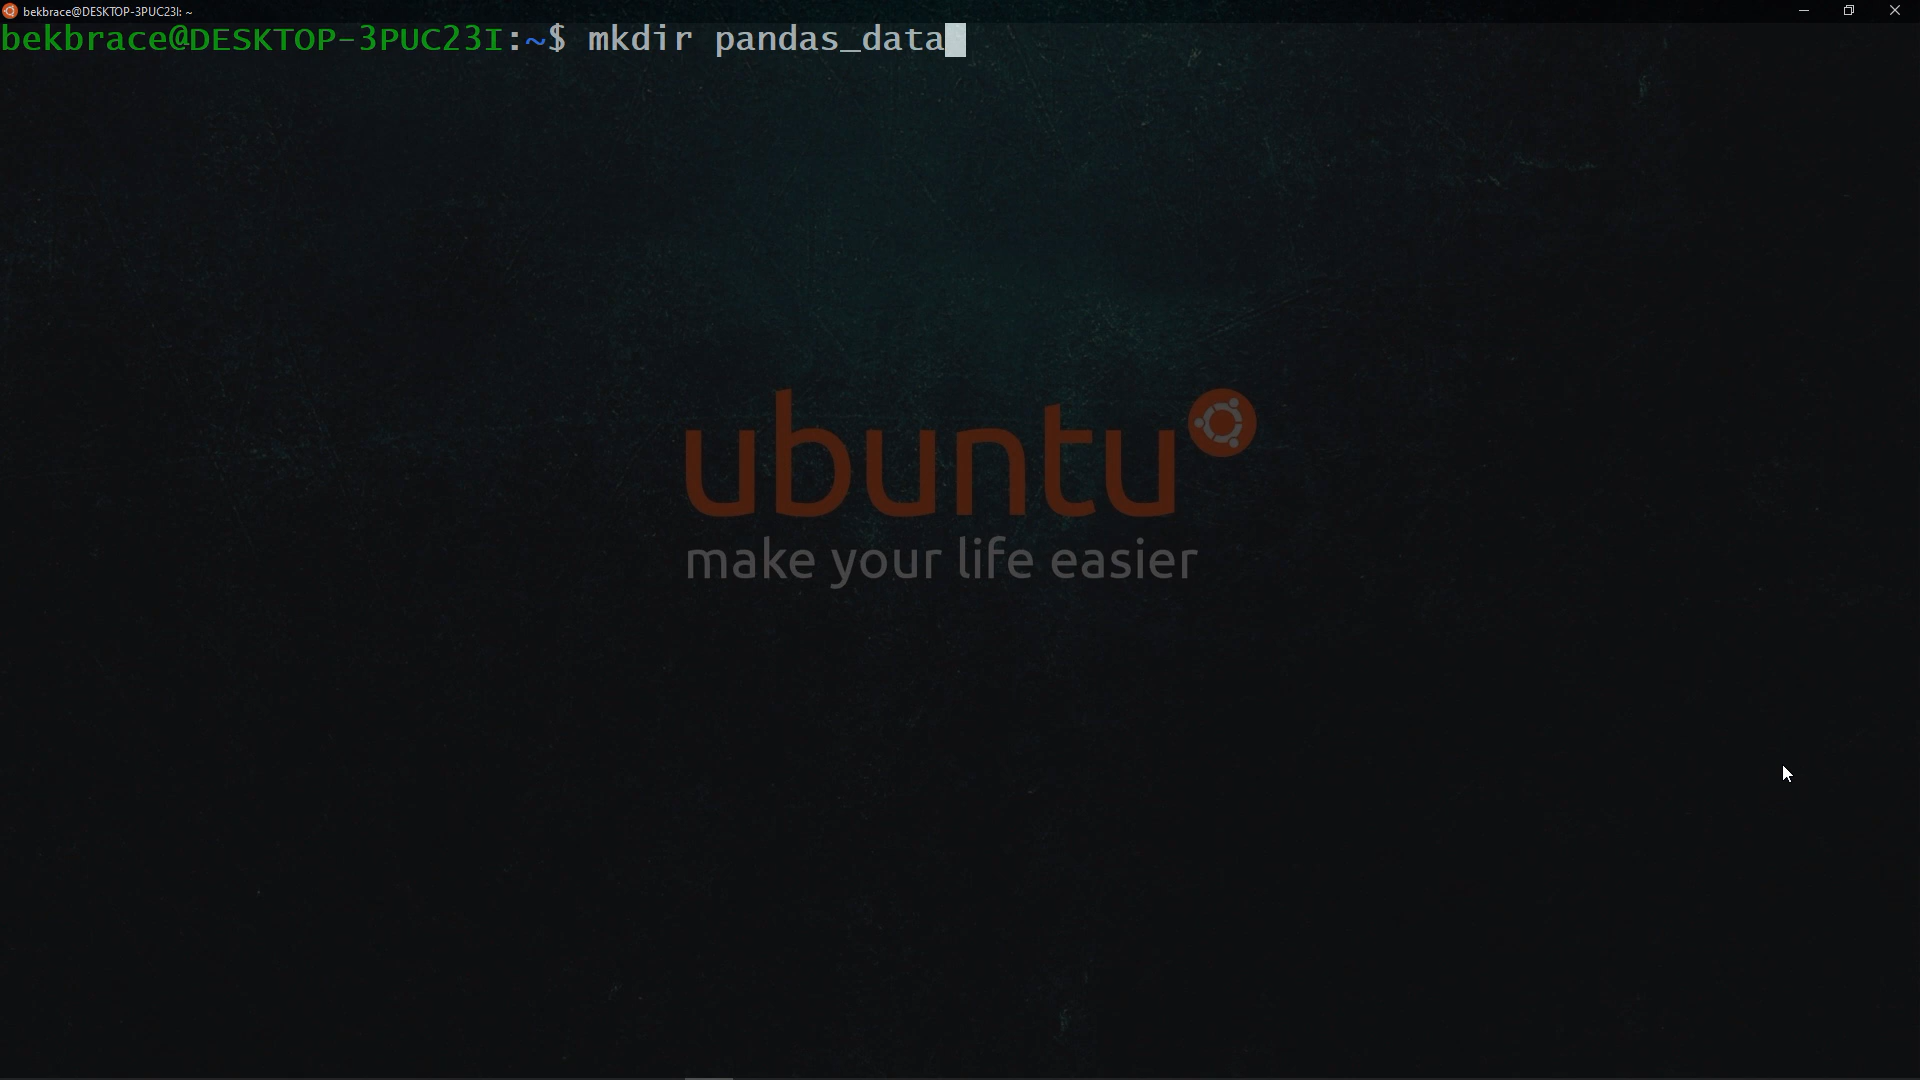 bekbrace@DESKTOP-3PUC23I: ~
bekbrace@DESKTOP-3PUC23I:~$ mkdir pandas_data
ubuntu
make your life easier